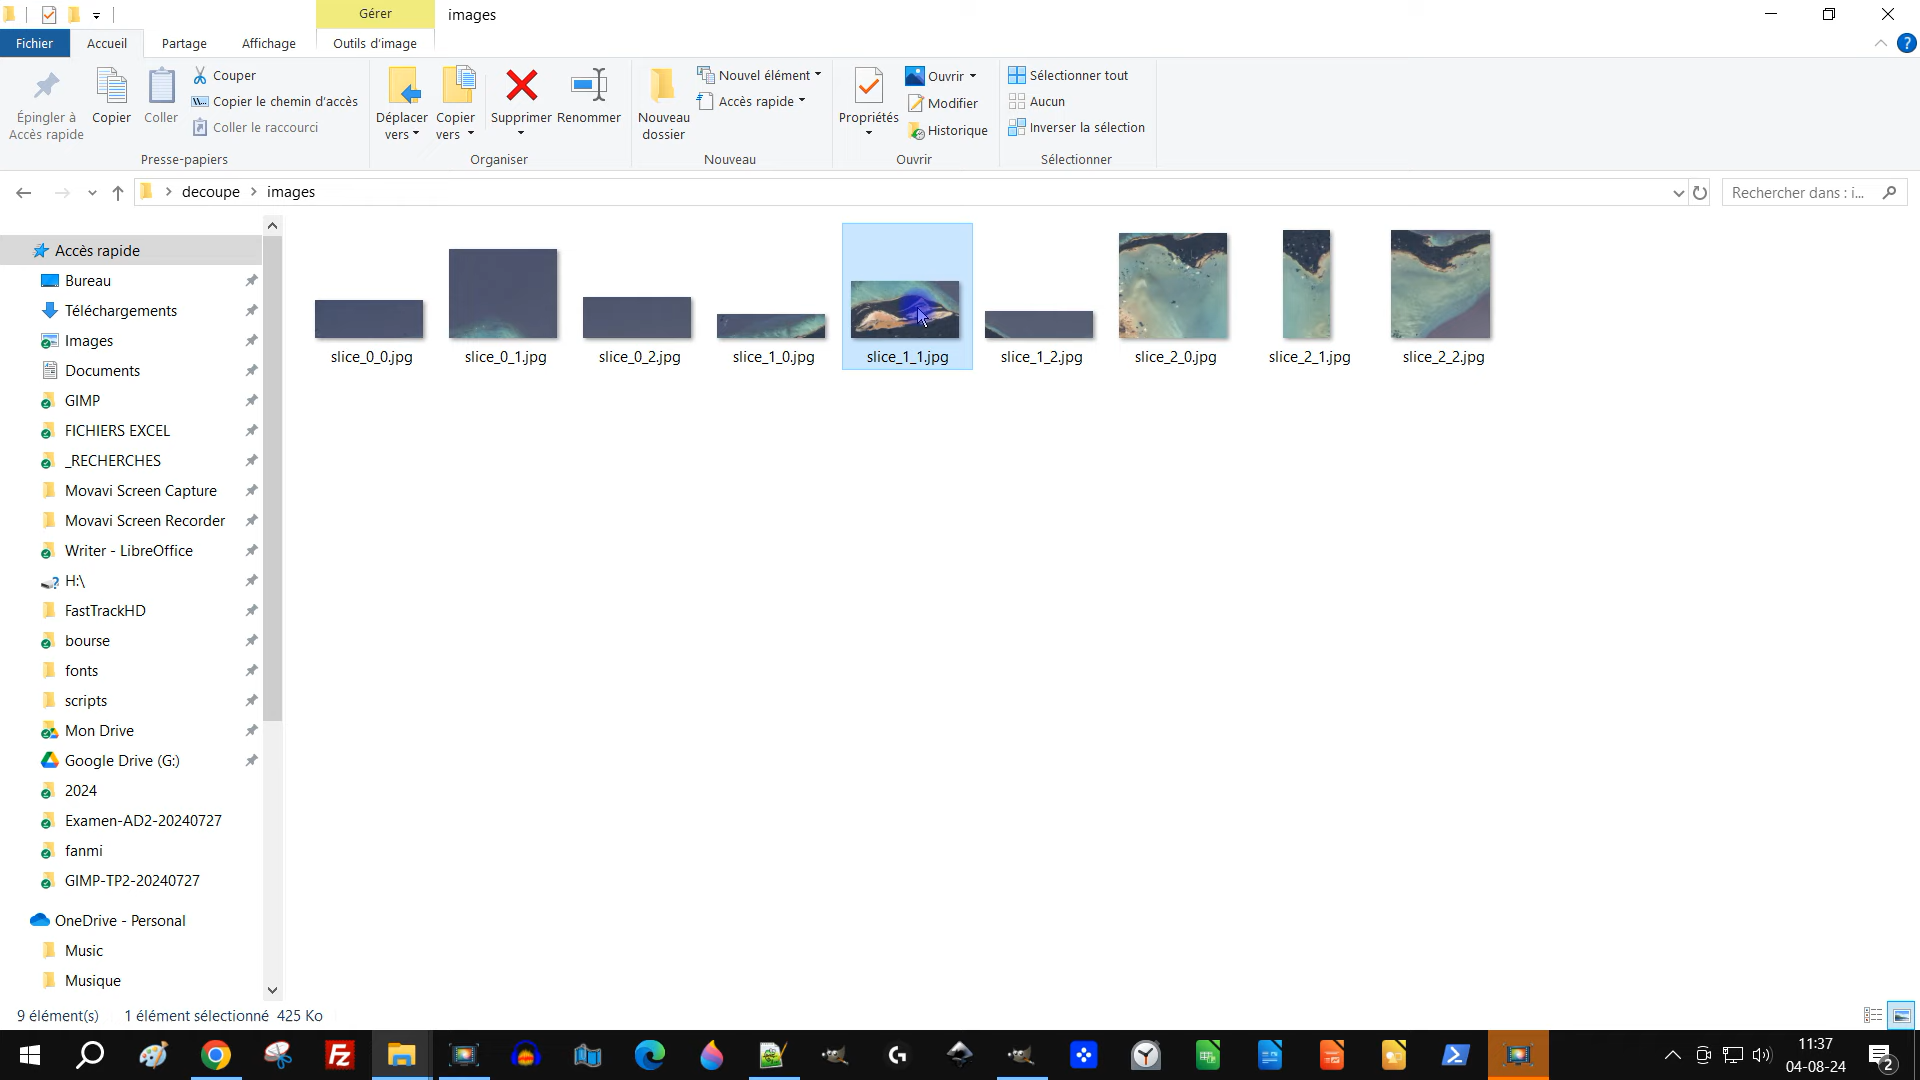 Gérer
images
Fichier
Accueil
Partage
Affichage
Outils d'image
Épingler à
Accès rapide
Copier
Coller
Couper
Copier le chemin d'accès
Coller le raccourci
Presse-papiers
Déplacer
vers
Copier
vers
Supprimer
Renommer
Organiser
Nouveau
dossier
Nouvel élément
Accès rapide
Nouveau
Propriétés
Ouvrir
Modifier
Historique
Ouvrir
Sélectionner tout
Aucun
Inverser la sélection
Sélectionner
decoupe
images
Rechercher dans : i...
Accès rapide
Bureau
Téléchargements
Images
Documents
GIMP
FICHIERS EXCEL
_RECHERCHES
Movavi Screen Capture
Movavi Screen Recorder
Writer - LibreOffice
H:\
FastTrackHD
bourse
fonts
scripts
Mon Drive
Google Drive (G:)
2024
Examen-AD2-20240727
fanmi
GIMP-TP2-20240727
OneDrive - Personal
Music
Musique
slice_0_0.jpg
slice_0_1.jpg
slice_0_2.jpg
slice_1_0.jpg
slice_1_1.jpg
slice_1_2.jpg
slice_2_0.jpg
slice_2_1.jpg
slice_2_2.jpg
9 élément(s)
1 élément sélectionné 425 Ko
11:37
04-08-24
2